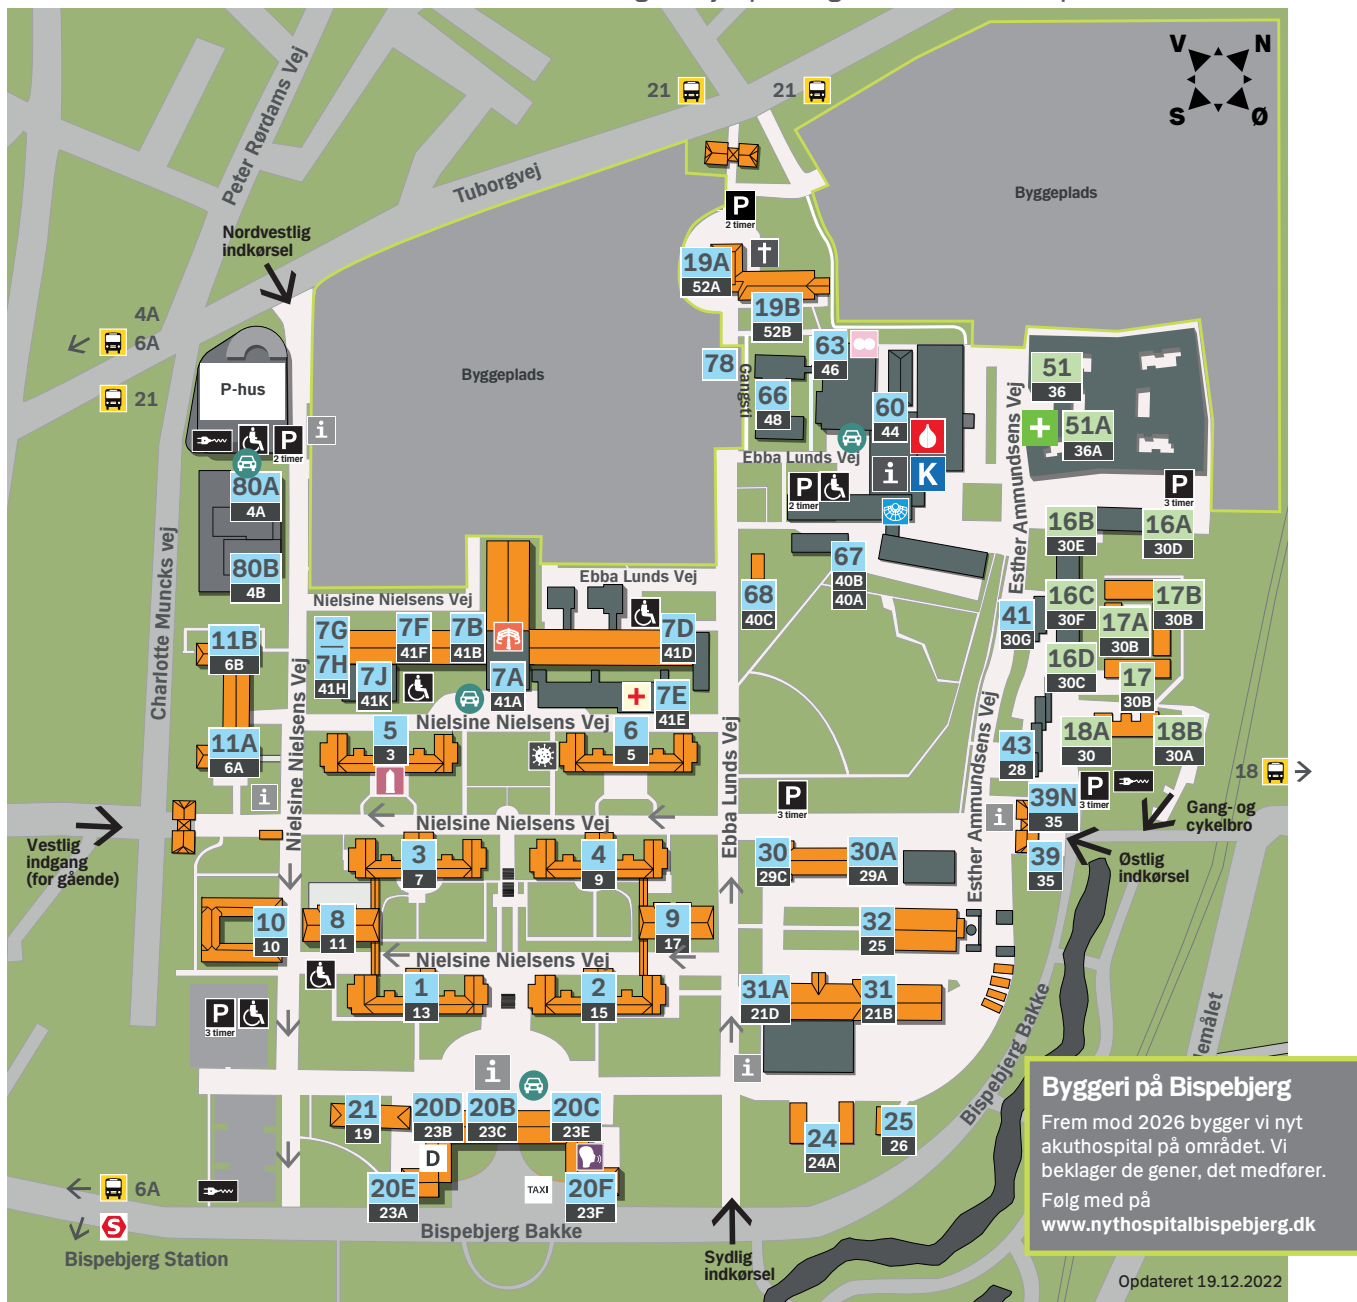 V
N
S
Ø
21
21
Peter Rørdams Vej
Tuborgvej
Byggeplads
Nordvestlig
indkørsel
P
2 timer
19A
52A
19B
52B
4A
6A
21
P-hus
P
2 timer
i
Byggeplads
78
Gangsti
63
46
66
48
60
44
Ebba Lunds Vej
P
2 timer
i
K
Esther Ammundsens Vej
51
36
51A
36A
P
3 timer
80A
4A
80B
4B
Charlotte Muncks vej
16B
30E
16A
30D
67
40B
40A
68
40C
Ebba Lunds Vej
Nielsine Nielsens Vej
16C
30F
17B
30B
17A
30B
41
30G
16D
30C
17
30B
11B
6B
7G
7H
41H
7F
41F
7B
41B
7D
41D
7J
41K
7A
41A
7E
41E
Nielsine Nielsens Vej
Nielsine Nielsens Vej
5
3
6
5
11A
6A
i
Ebba Lunds Vej
Esther Ammundsens Vej
43
28
18A
30
18B
30A
18
P
3 timer
P
3 timer
i
39N
35
Gang- og
cykelbro
Vestlig
indgang
(for gående)
Nielsine Nielsens Vej
39
35
Østlig
indkørsel
3
7
4
9
30
29C
30A
29A
10
10
8
11
9
17
32
25
Nielsine Nielsens Vej
1
13
2
15
31A
21D
31
21B
P
3 timer
i
i
Bispebjerg Bakke
lemålet
21
19
20D
23B
20B
23C
20C
23E
D
20E
23A
TAXI
20F
23F
24
24A
25
26
6A
S
Bispebjerg Station
Bispebjerg Bakke
Sydlig
indkørsel
Byggeri på Bispebjerg
Frem mod 2026 bygger vi nyt
akuthospital på området. Vi
beklager de gener, det medfører.
Følg med på
www.nythospitalbispebjerg.dk
Opdateret 19.12.2022
Byggeplads